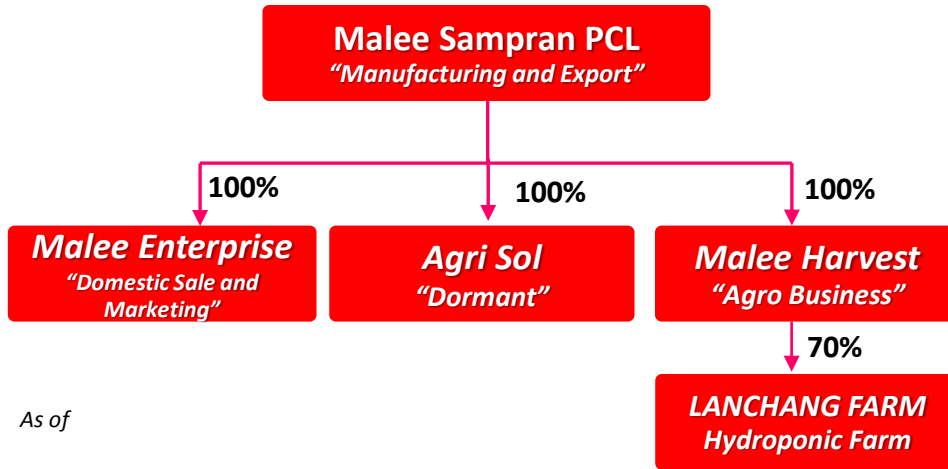 Malee Sampran PCL
“Manufacturing and Export”
100%
100%
100%
Malee Enterprise
“Domestic Sale and
Marketing”
Agri Sol
“Dormant”
Malee Harvest
“Agro Business”
70%
LANCHANG FARM
Hydroponic Farm
As of